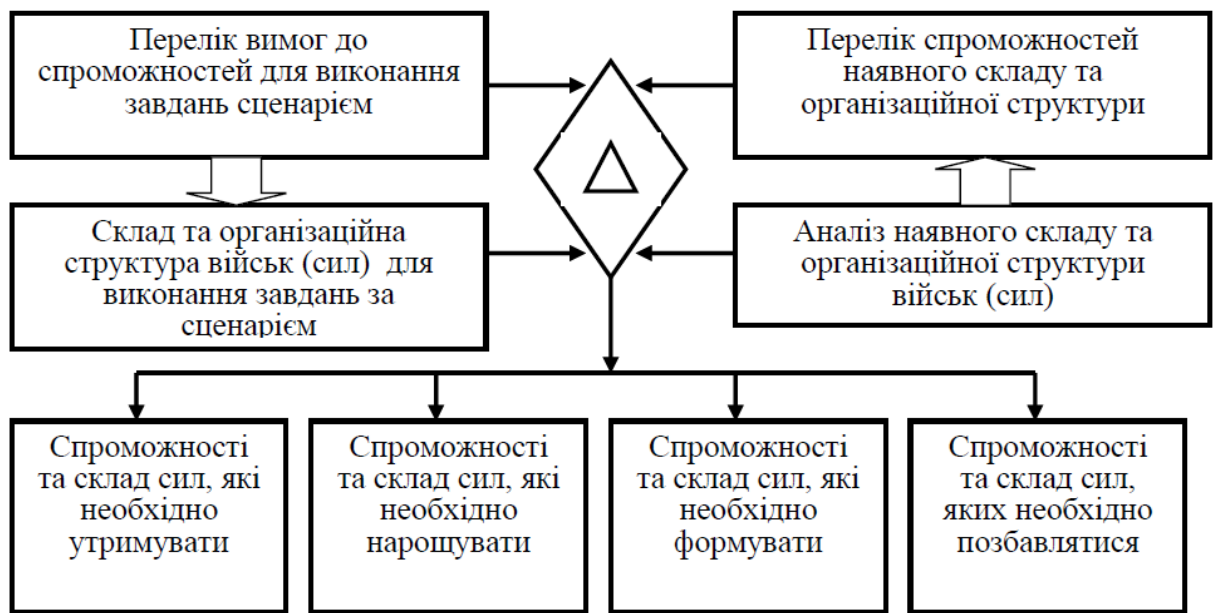 Перелік вимог до
спроможностей для виконання
завдань сценарієм
Перелік спроможностей
наявного складу та
організаційної структури
Склад та організаційна
структура військ (сил) для
виконання завдань за
сценарієм
Аналіз наявного складу та
організаційної структури
військ (сил)
Спроможності
та склад сил, які
необхідно
утримувати
Спроможності
та склад сил, які
необхідно
нарощувати
Спроможності
та склад сил, які
необхідно
формувати
Спроможності
та склад сил,
яких необхідно
позбавлятися